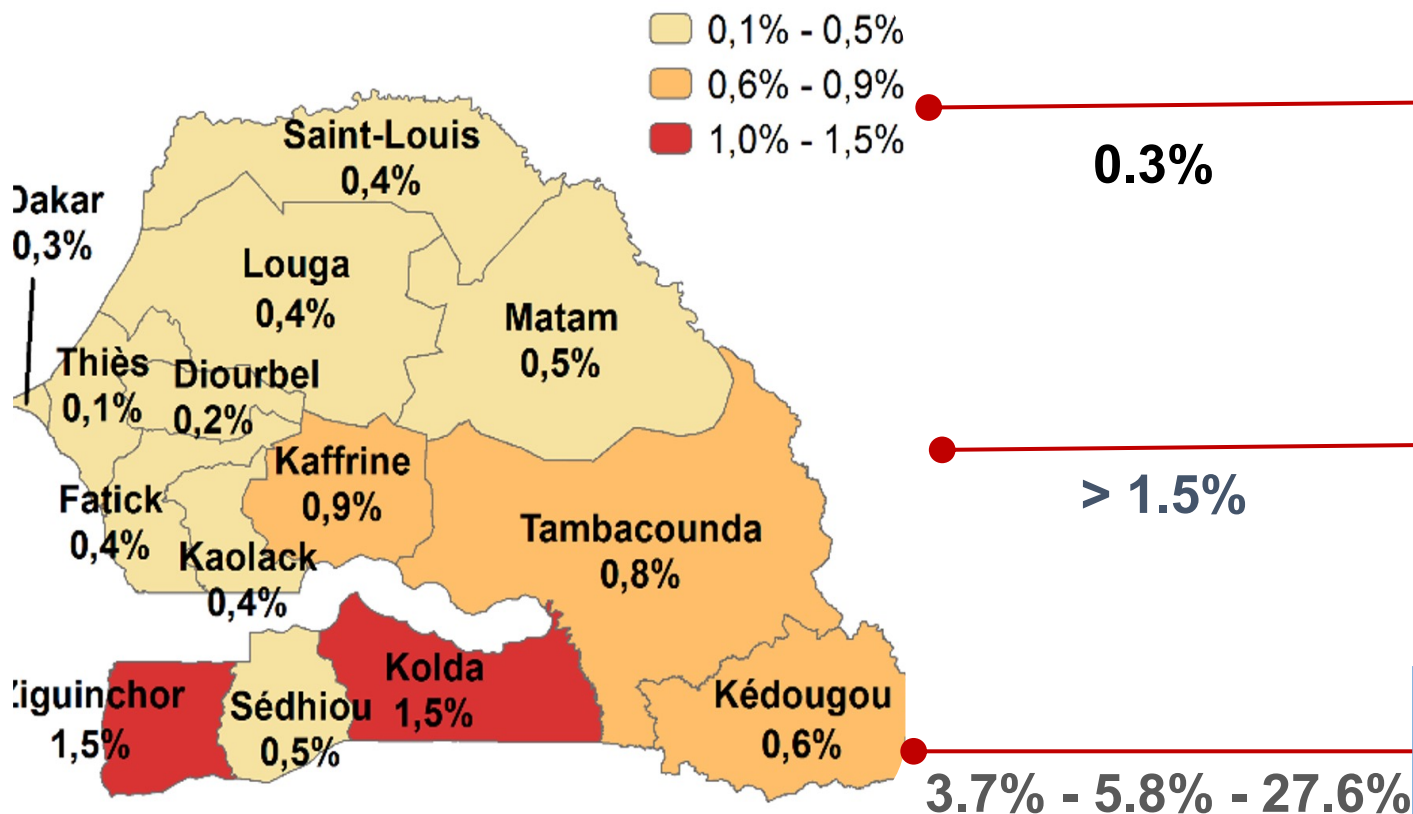 0,1% - 0,5%
0,6% - 0,9%
1,0% - 1,5%
Saint-Louis
0,4%
Dakar
0,3%
Louga
0,4%
Matam
0,5%
Thiès
0,1%
Diourbel
0,2%
Kaffrine
0,9%
Fatick
0,4%
Kaolack
0,4%
Tambacounda
0,8%
Kolda
1,5%
Ziguinchor
1,5%
Sédhiou
0,5%
Kédougou
0,6%
0.3%
> 1.5%
3.7% - 5.8% - 27.6%